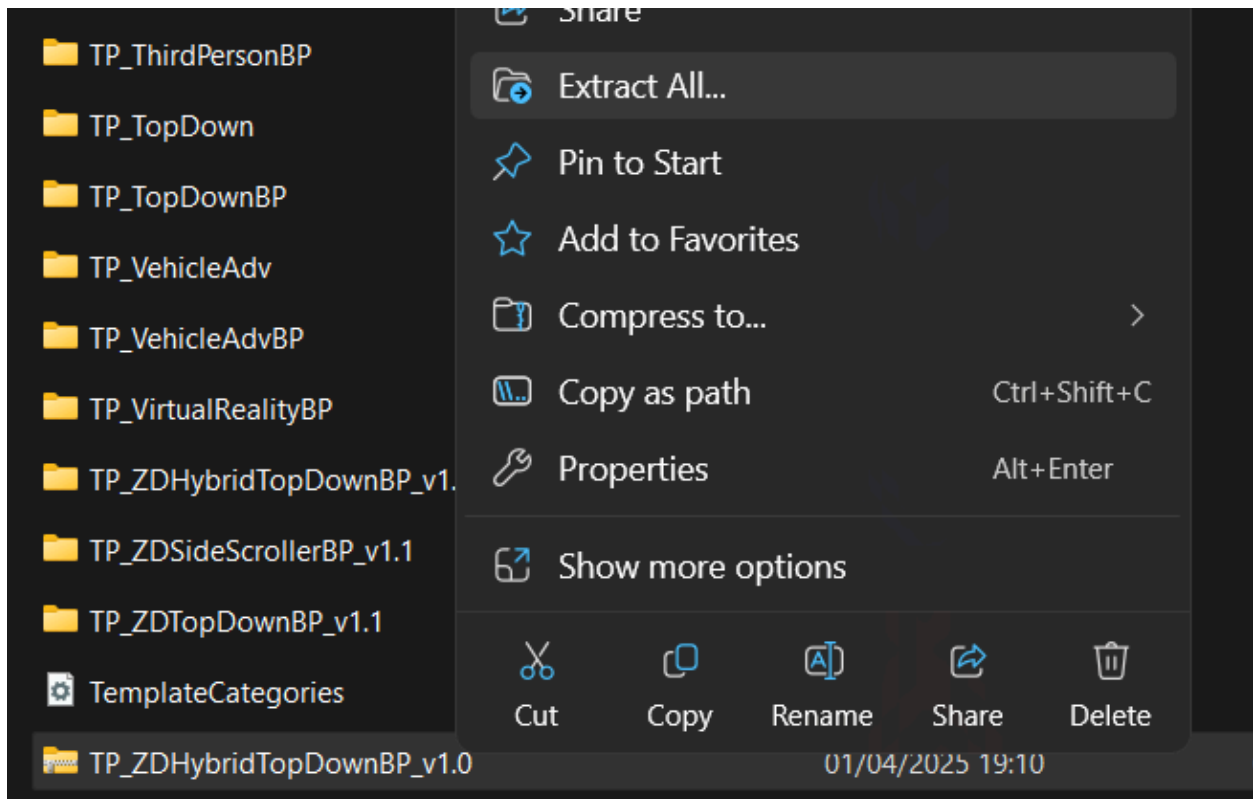 Share
TP_ThirdPersonBP
Extract All...
TP_TopDown
Pin to Start
TP_TopDownBP
Add to Favorites
TP_VehicleAdv
Compress to...
TP_VehicleAdvBP
Copy as path Ctrl+Shift+C
TP_VirtualRealityBP
Properties Alt+Enter
TP_ZDHybridTopDownBP_v1.
TP_ZDSideScrollerBP_v1.1
Show more options
TP_ZDTopDownBP_v1.1
TemplateCategories
Cut Copy Rename Share Delete
TP_ZDHybridTopDownBP_v1.0 01/04/2025 19:10